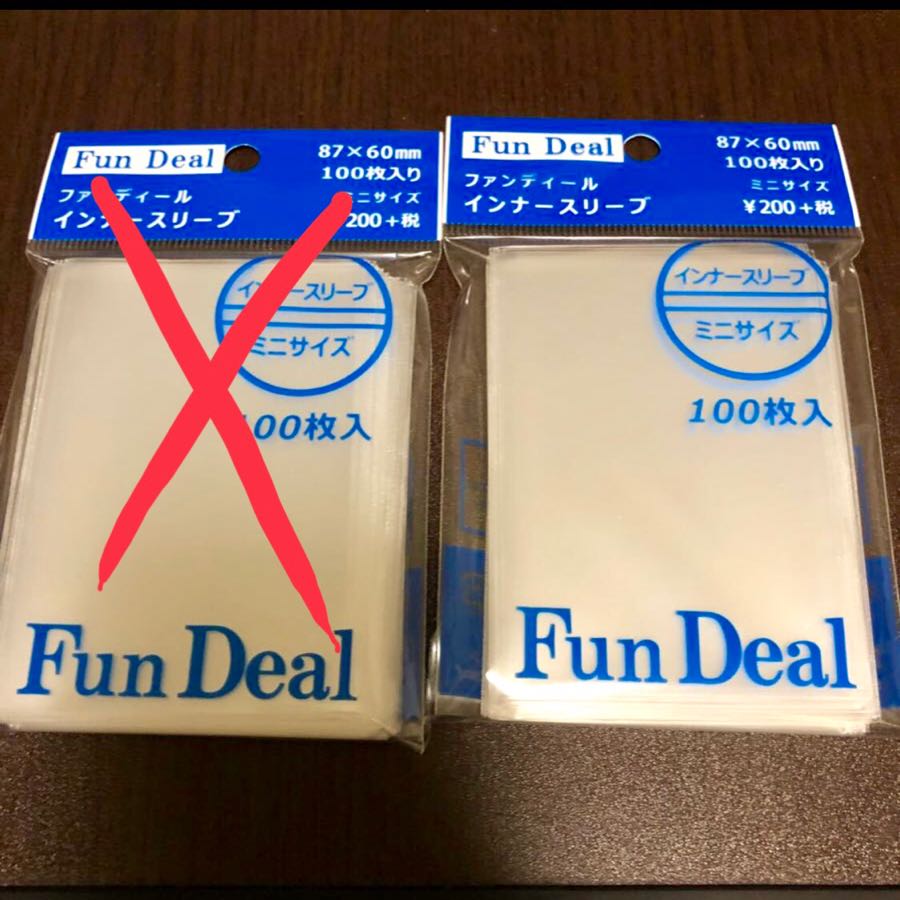 Fun Deal
87×60mm
100枚入り
ファンディール
ミニサイズ
インナースリーブ
¥200+税
インナースリーブ
ミニサイズ
100枚入
Fun Deal
Fun Deal
87×60mm
100枚入り
ファンディール
ミニサイズ
インナースリーブ
¥200+税
インナースリーブ
ミニサイズ
100枚入
Fun Deal